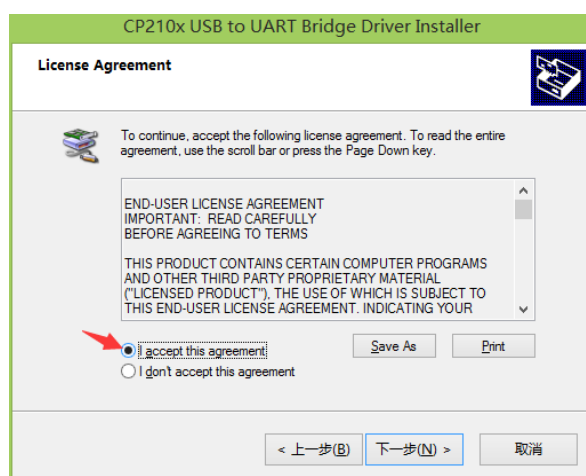 CP210x USB to UART Bridge Driver Installer
License Agreement
To continue, accept the following license agreement. To read the entire
agreement, use the scroll bar or press the Page Down key.
END-USER LICENSE AGREEMENT
IMPORTANT: READ CAREFULLY
BEFORE AGREEING TO TERMS
THIS PRODUCT CONTAINS CERTAIN COMPUTER PROGRAMS
AND OTHER THIRD PARTY PROPRIETARY MATERIAL
("LICENSED PRODUCT"), THE USE OF WHICH IS SUBJECT TO
THIS END-USER LICENSE AGREEMENT. INDICATING YOUR
I accept this agreement
Save As
Print
I don't accept this agreement
< 上一步(B)
下一步(N) >
取消